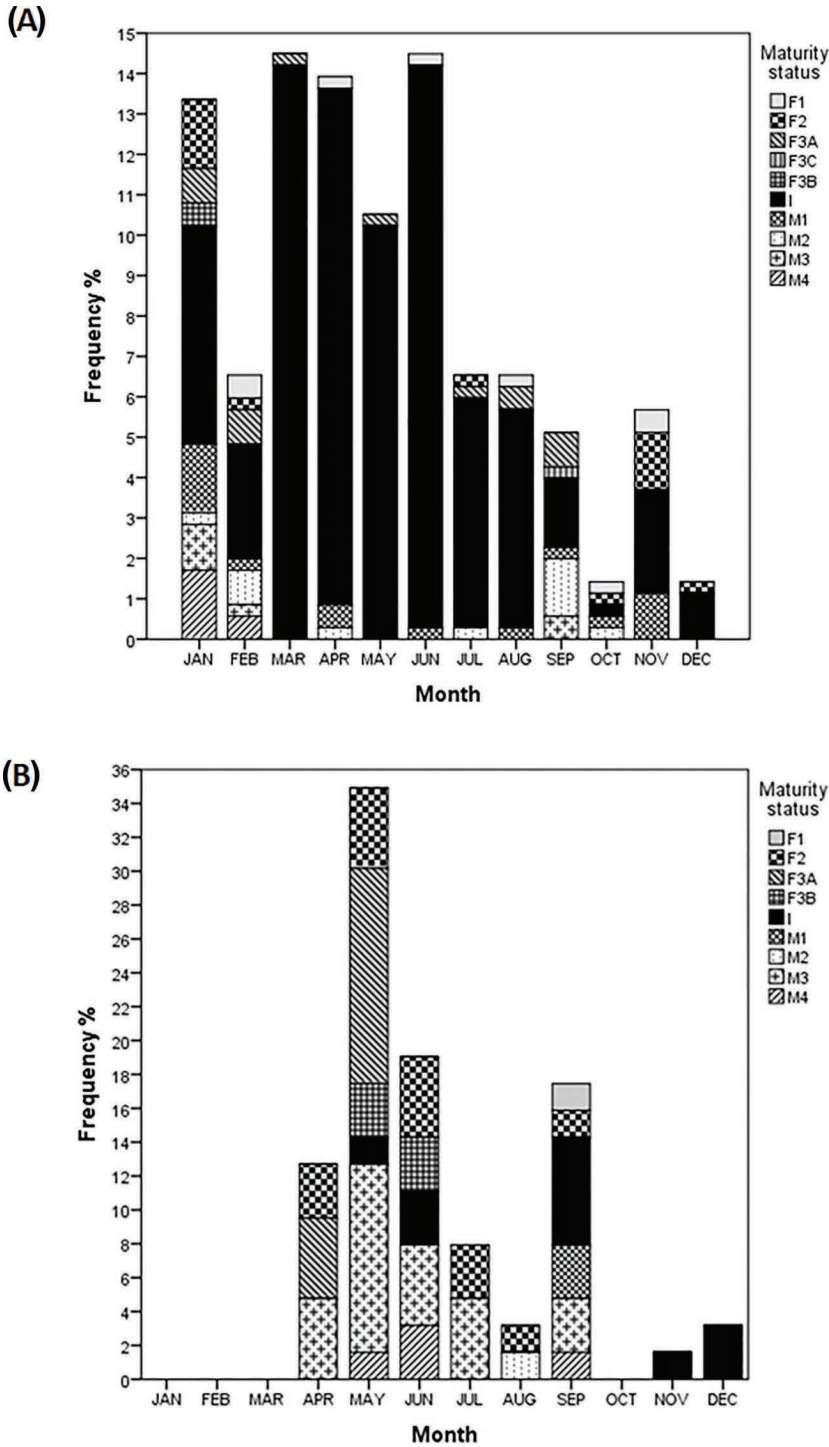 (A)
15
14
13
12
11
10
9
8
7
6
5
4
3
2
1
0
Frequency %
JAN FEB MAR APR MAY JUN JUL AUG SEP OCT NOV DEC
Month
Maturity
status
F1
F2
F3A
F3C
F3B
I
M1
M2
M3
M4
(B)
36
34
32
30
28
26
24
22
20
18
16
14
12
10
8
6
4
2
0
Frequency %
JAN FEB MAR APR MAY JUN JUL AUG SEP OCT NOV DEC
Month
Maturity
status
F1
F2
F3A
F3B
I
M1
M2
M3
M4